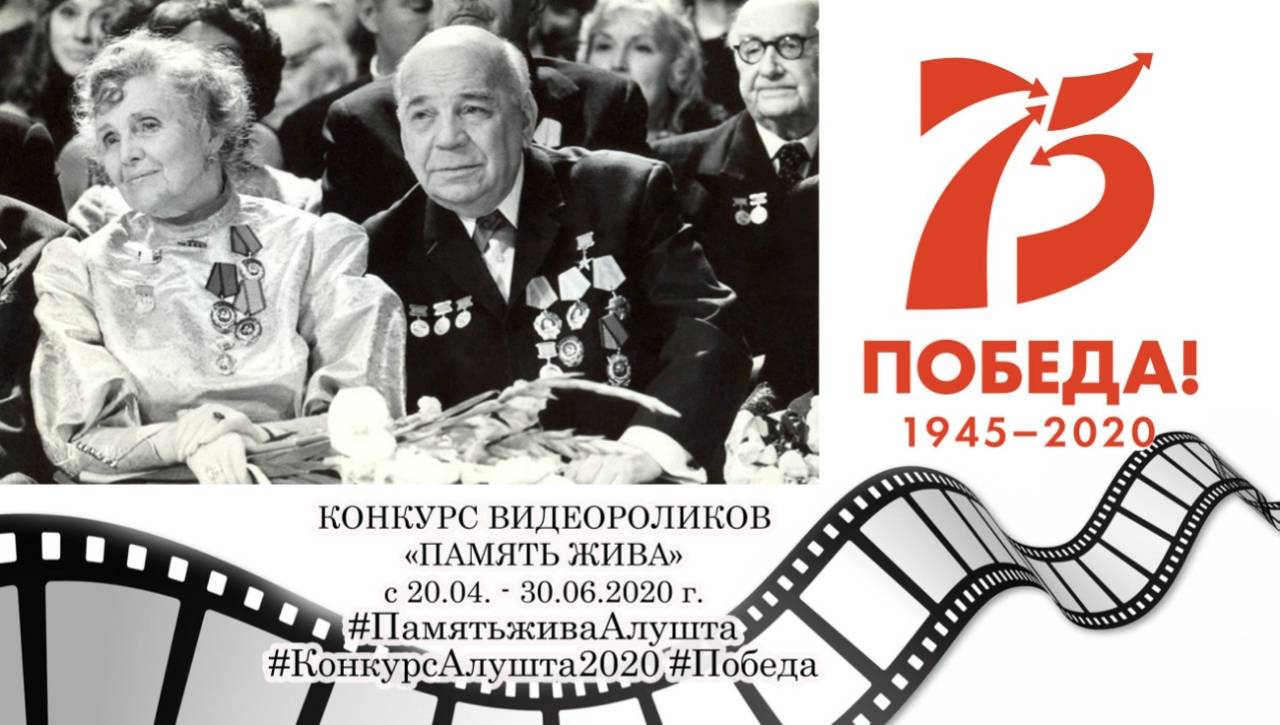 75
ПОБЕДА!
1945–2020
КОНКУРС ВИДЕОРОЛИКОВ
«ПАМЯТЬ ЖИВА»
с 20.04. - 30.06.2020 г.
#ПамятьживаАлушта
#КонкурсАлушта2020 #Победа